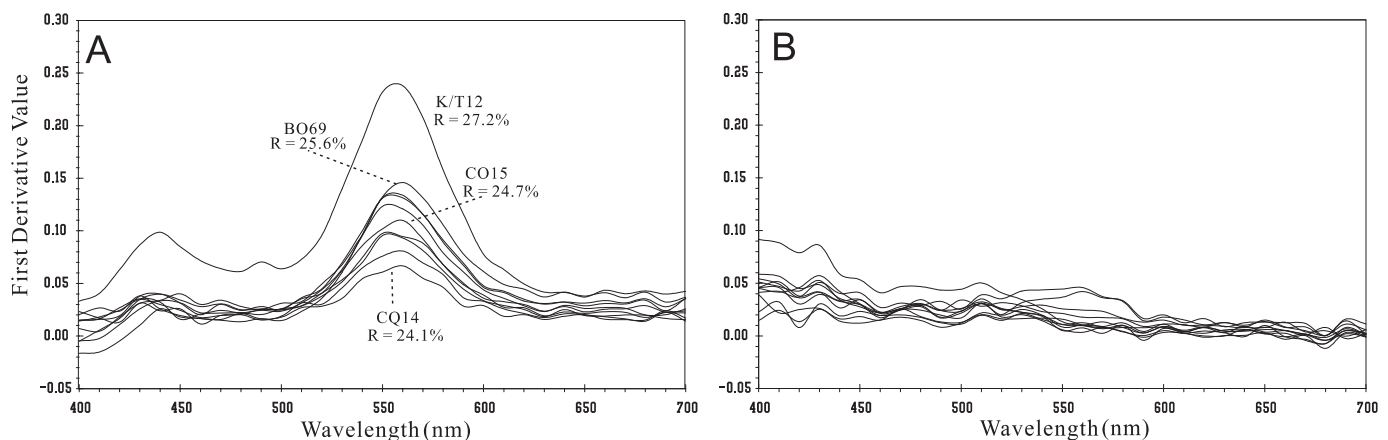 A
B
First Derivative Value
0.30
0.25
0.20
0.15
0.10
0.05
0.00
-0.05
K/T12
R = 27.2%
BO69
R = 25.6%
CO15
R = 24.7%
CQ14
R = 24.1%
400 450 500 550 600 650 700
Wavelength (nm)
0.30
0.25
0.20
0.15
0.10
0.05
0.00
-0.05
400 450 500 550 600 650 700
Wavelength (nm)